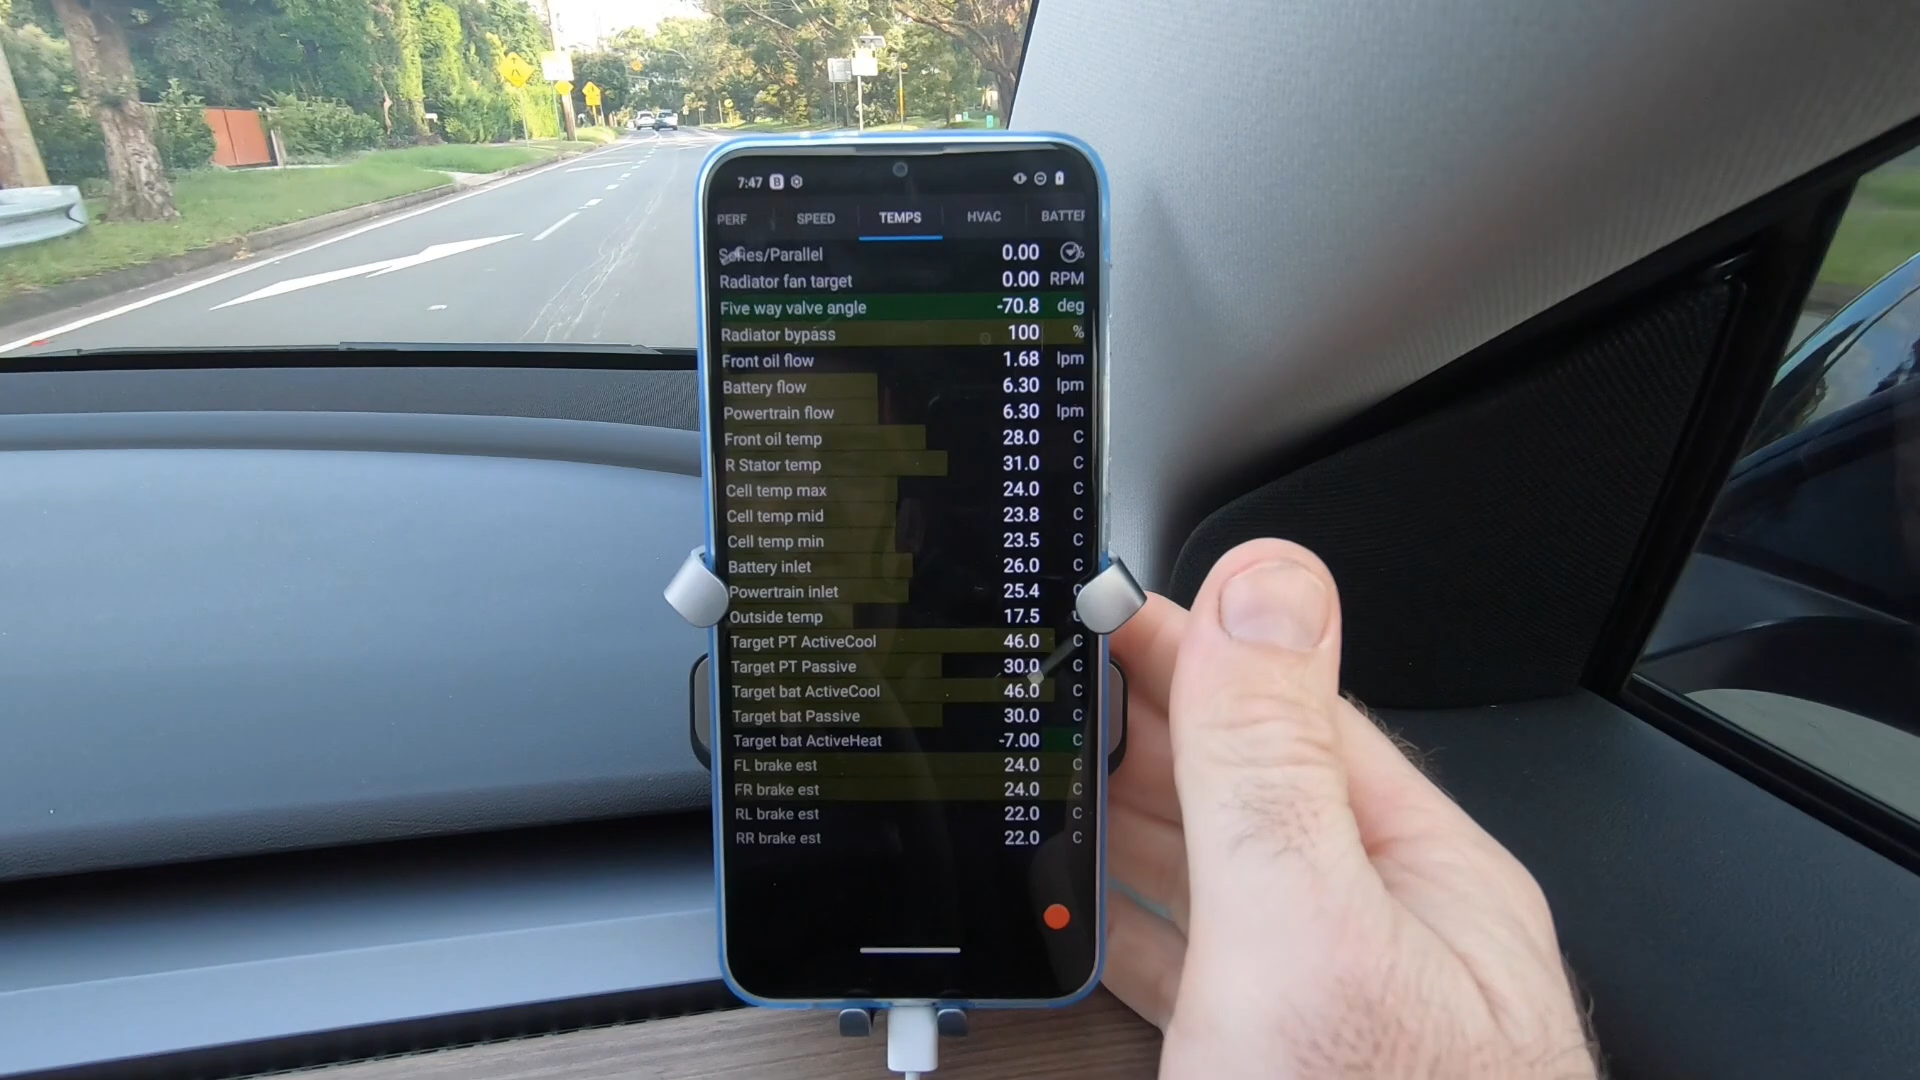 7:47 B
PERF SPEED TEMPS HVAC BATTER
Series/Parallel 0.00 %
Radiator fan target 0.00 RPM
Five way valve angle -70.8 deg
Radiator bypass 100 %
Front oil flow 1.68 lpm
Battery flow 6.30 lpm
Powertrain flow 6.30 lpm
Front oil temp 28.0 C
R Stator temp 31.0 C
Cell temp max 24.0 C
Cell temp mid 23.8 C
Cell temp min 23.5 C
Battery inlet 26.0 C
Powertrain inlet 25.4 C
Outside temp 17.5 C
Target PT ActiveCool 46.0 C
Target PT Passive 30.0 C
Target bat ActiveCool 46.0 C
Target bat Passive 30.0 C
Target bat ActiveHeat -7.00 C
FL brake est 24.0 C
FR brake est 24.0 C
RL brake est 22.0 C
RR brake est 22.0 C